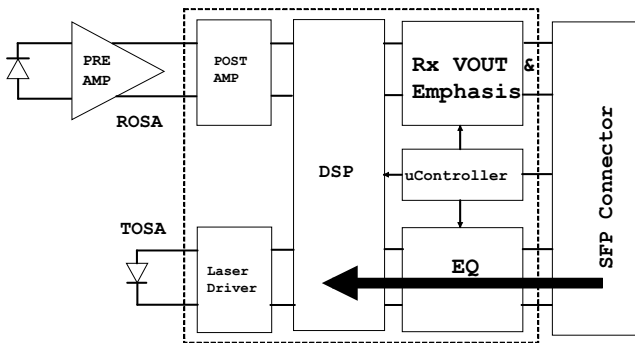 PRE
AMP
ROSA
POST
AMP
DSP
Rx VOUT &
Emphasis
uController
SFP Connector
TOSA
Laser
Driver
EQ